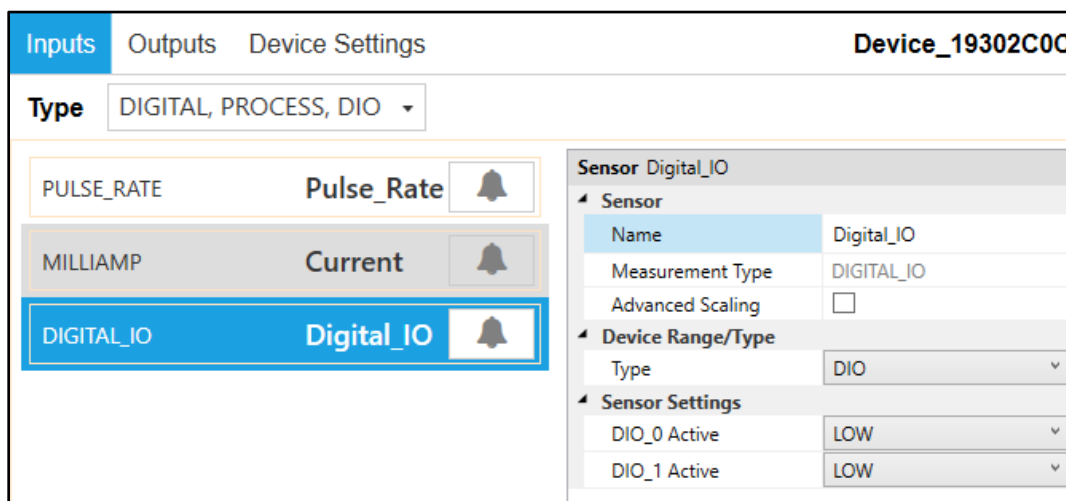 Inputs Outputs Device Settings Device_19302C0C
Type DIGITAL, PROCESS, DIO
PULSE_RATE Pulse_Rate
MILLIAMP Current
DIGITAL_IO Digital_IO
Sensor Digital_IO
Sensor
Name Digital_IO
Measurement Type DIGITAL_IO
Advanced Scaling
Device Range/Type
Type DIO
Sensor Settings
DIO_0 Active LOW
DIO_1 Active LOW